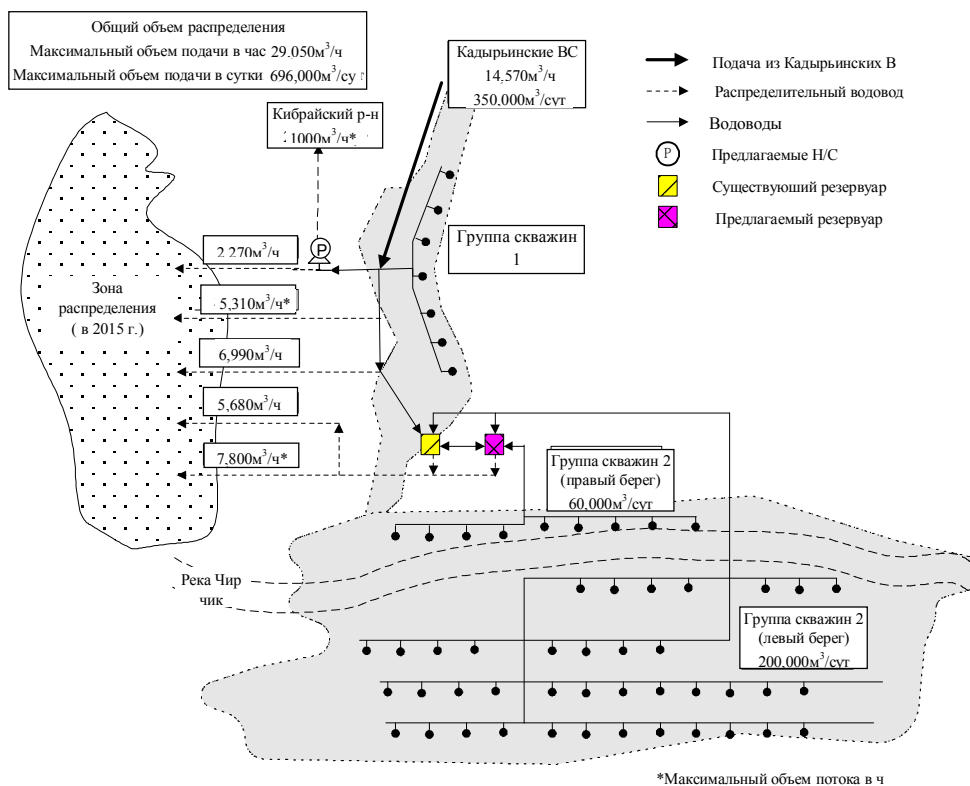 Общий объем распределения
Максимальный объем подачи в час 29.050м³/ч
Максимальный объем подачи в сутки 696,000м³/су т
Кадырьинские ВС
14,570м³/ч
350,000м³/сут
Кибрайский р-н
1000м³/ч*
Подача из Кадырьинских В
Распределительный водовод
Водоводы
P
Предлагаемые Н/С
Существуюший резервуар
Предлагаемый резервуар
Группа скважин
1
P
2,270м³/ч
5,310м³/ч*
6,990м³/ч
5,680м³/ч
7,800м³/ч*
Зона
распределения
( в 2015 г.)
Группа скважин 2
(правый берег)
60,000м³/сут
Река Чир
чик
Группа скважин 2
(левый берег)
200,000м³/сут
*Максимальный объем потока в ч